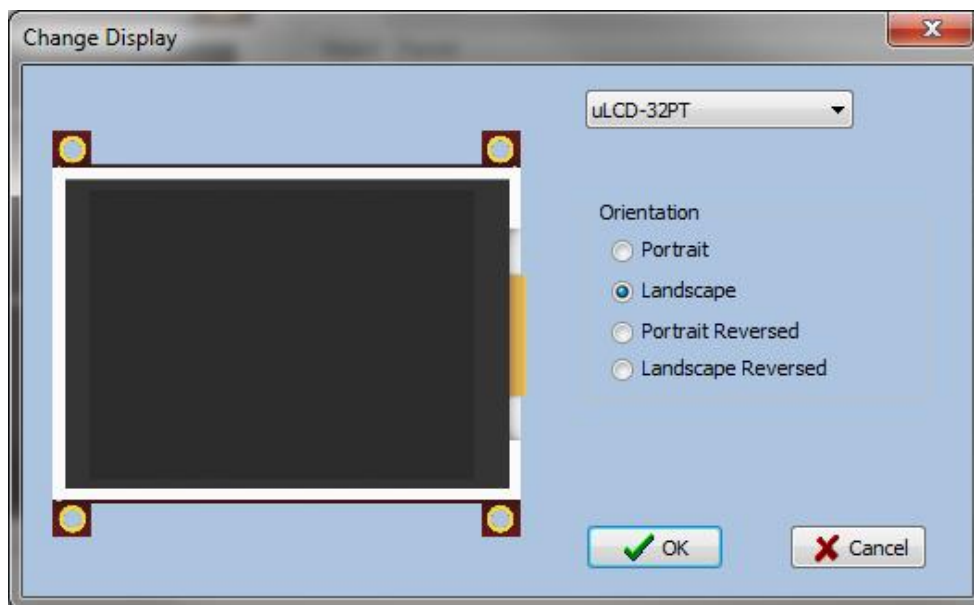 Change Display
uLCD-32PT
Orientation
Portrait
Landscape
Portrait Reversed
Landscape Reversed
OK
Cancel